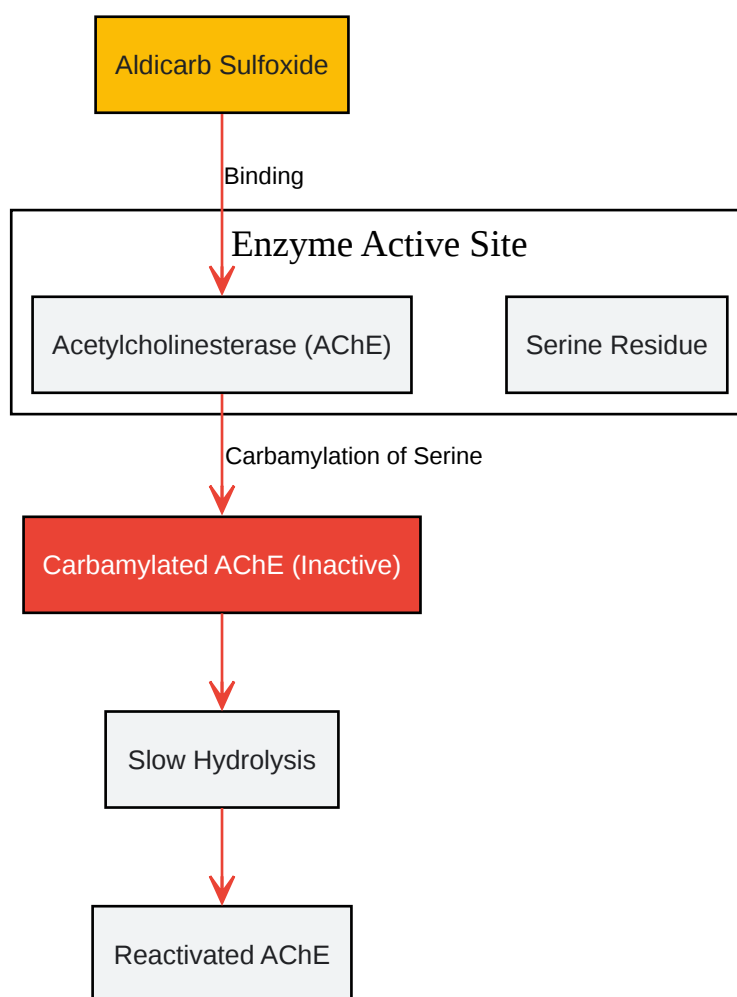 Aldicarb Sulfoxide
Binding
Enzyme Active Site
Acetylcholinesterase (AChE)
Serine Residue
Carbamylation of Serine
Carbamylated AChE (Inactive)
Slow Hydrolysis
Reactivated AChE